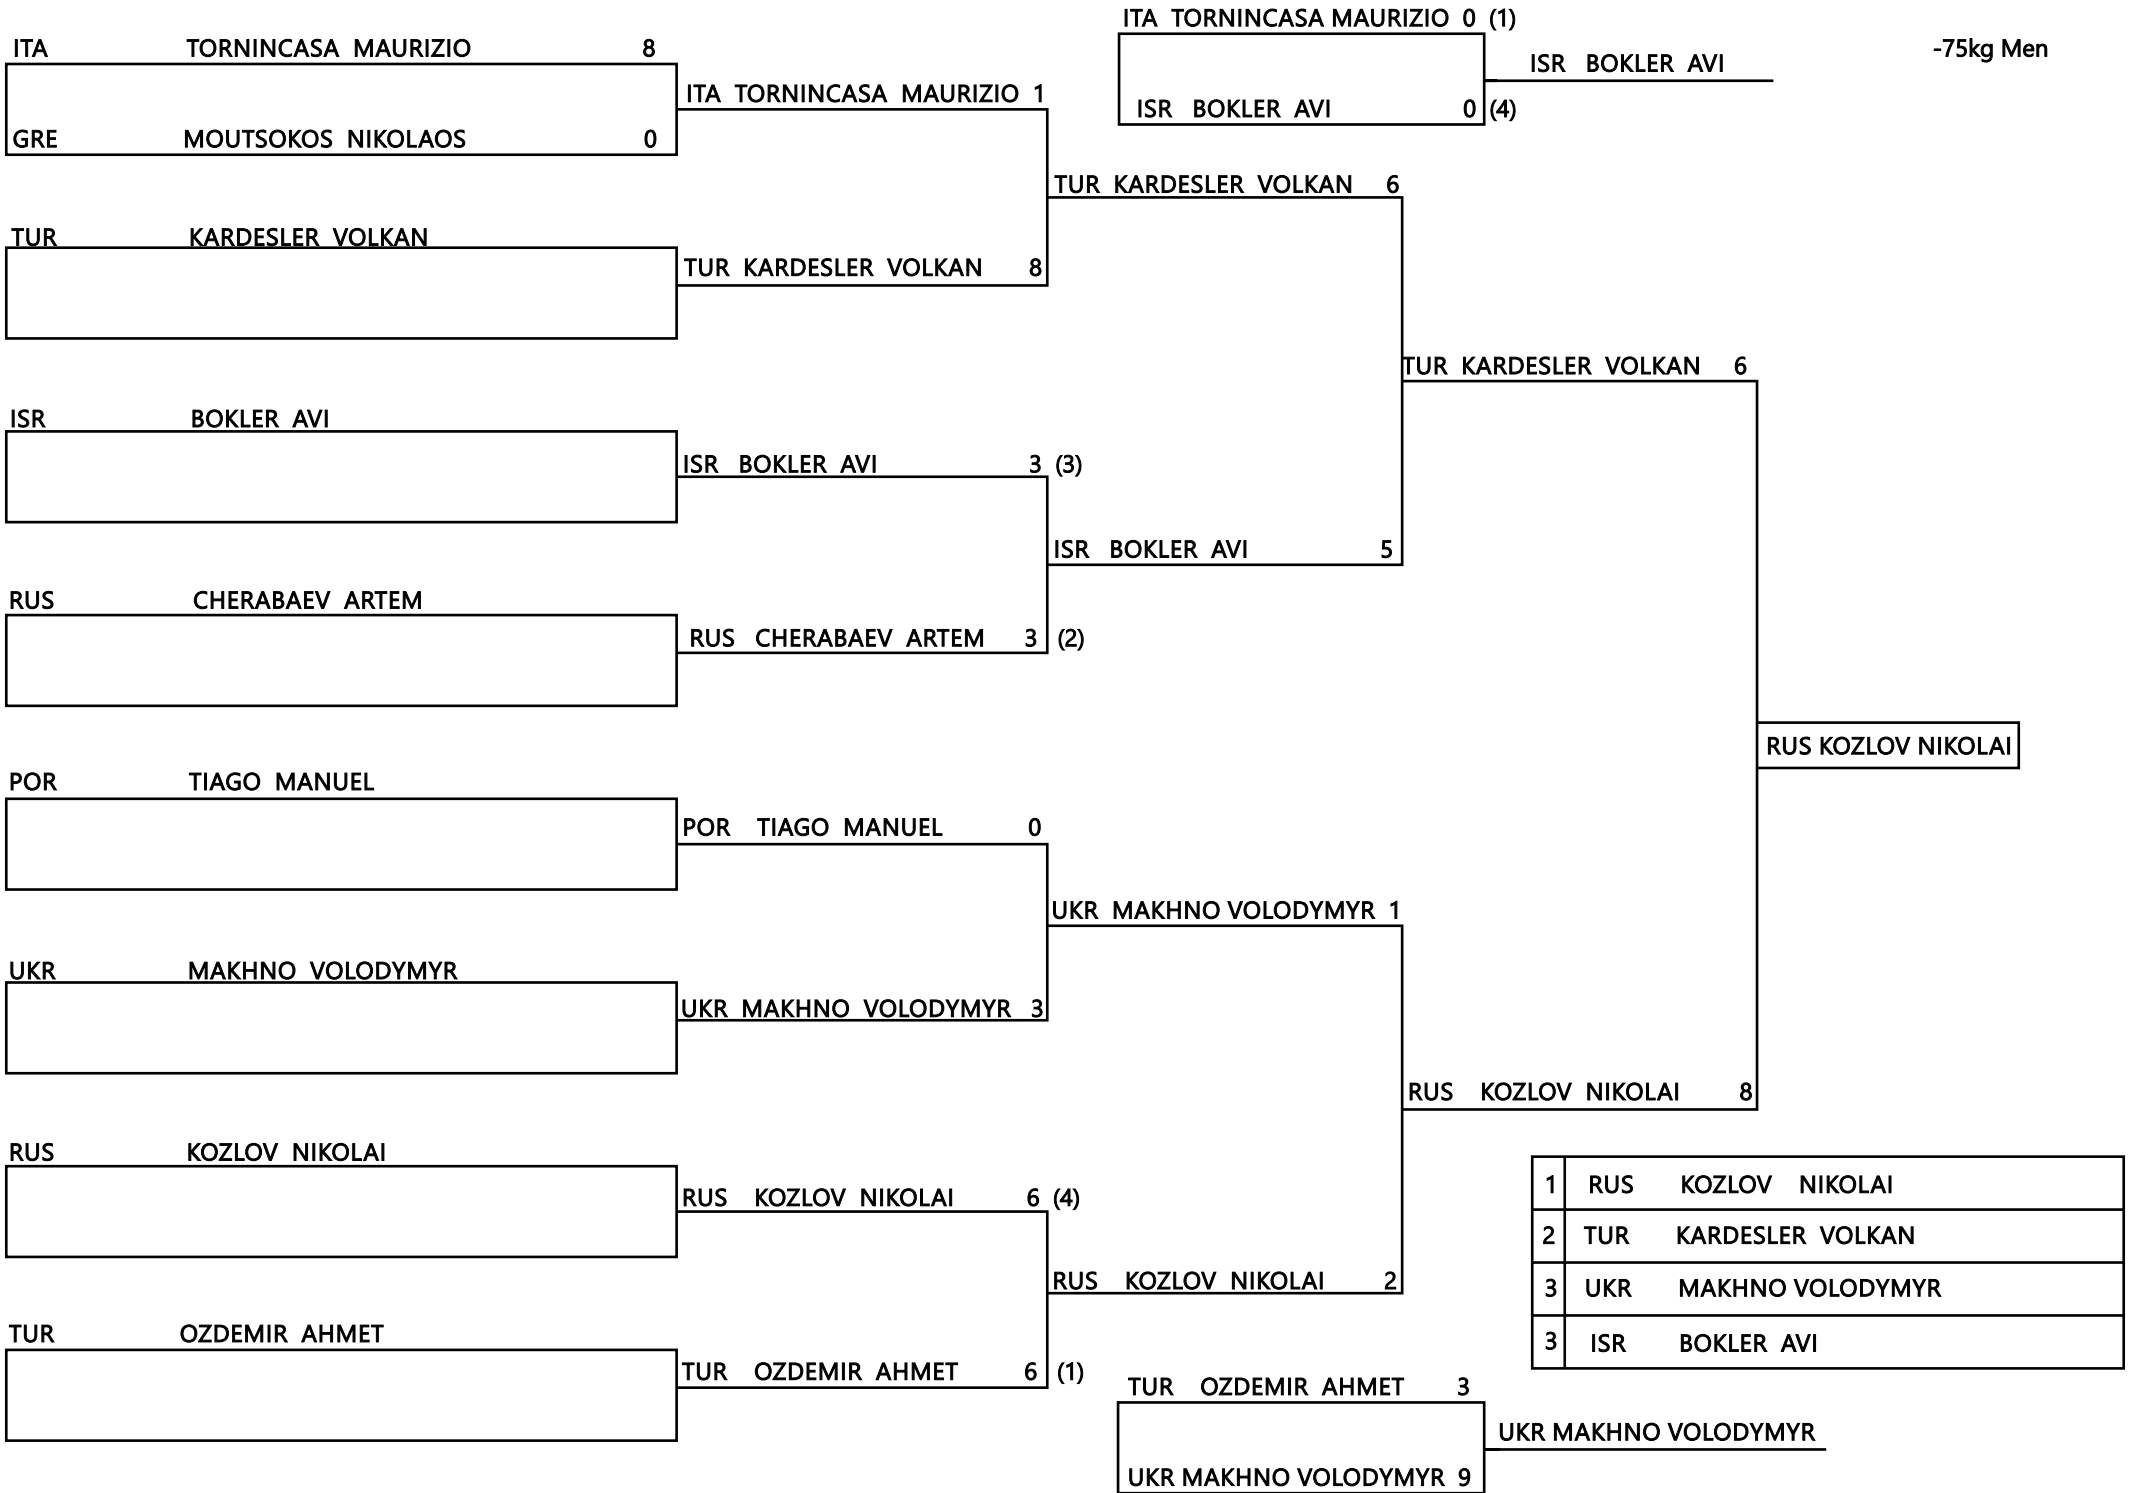 ITA TORNINCASA MAURIZIO 8
GRE MOUTSOKOS NIKOLAOS 0
TUR KARDESLER VOLKAN
ISR BOKLER AVI
RUS CHERABAEV ARTEM
POR TIAGO MANUEL
UKR MAKHNO VOLODYMYR
RUS KOZLOV NIKOLAI
TUR OZDEMIR AHMET
ITA TORNINCASA MAURIZIO 1
TUR KARDESLER VOLKAN 8
ISR BOKLER AVI 3 (3)
RUS CHERABAEV ARTEM 3 (2)
POR TIAGO MANUEL 0
UKR MAKHNO VOLODYMYR 3
RUS KOZLOV NIKOLAI 6 (4)
TUR OZDEMIR AHMET 6 (1)
ITA TORNINCASA MAURIZIO 0 (1)
ISR BOKLER AVI 0 (4)
ISR BOKLER AVI
-75kg Men
TUR KARDESLER VOLKAN 6
ISR BOKLER AVI 5
UKR MAKHNO VOLODYMYR 1
RUS KOZLOV NIKOLAI 2
TUR KARDESLER VOLKAN 6
RUS KOZLOV NIKOLAI 8
RUS KOZLOV NIKOLAI
TUR OZDEMIR AHMET 3
UKR MAKHNO VOLODYMYR 9
UKR MAKHNO VOLODYMYR
1 RUS KOZLOV NIKOLAI
2 TUR KARDESLER VOLKAN
3 UKR MAKHNO VOLODYMYR
3 ISR BOKLER AVI